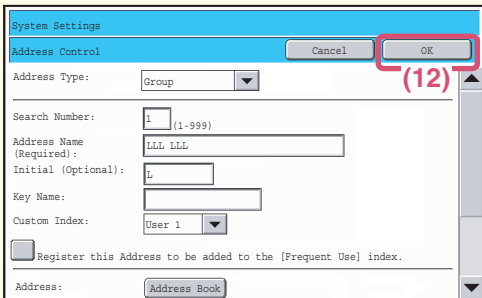 System Settings
Address Control Cancel OK
(12)
Address Type: Group
Search Number: 1 (1-999)
Address Name
(Required): LLL LLL
Initial (Optional): L
Key Name:
Custom Index: User 1
Register this Address to be added to the [Frequent Use] index.
Address: Address Book